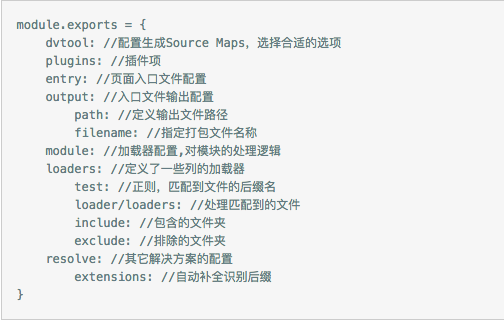 module.exports = {
    dvtool: //配置生成Source Maps，选择合适的选项
    plugins: //插件项
    entry: //页面入口文件配置
    output: //入口文件输出配置
        path: //定义输出文件路径
        filename: //指定打包文件名称
    module: //加载器配置,对模块的处理逻辑
    loaders: //定义了一些列的加载器
        test: //正则，匹配到文件的后缀名
        loader/loaders: //处理匹配到的文件
        include: //包含的文件夹
        exclude: //排除的文件夹
    resolve: //其它解决方案的配置
        extensions: //自动补全识别后缀
}